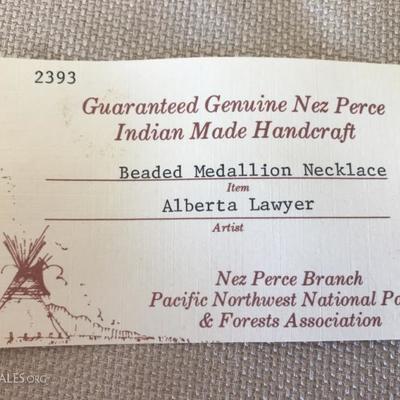 2393
Guaranteed Genuine Nez Perce
Indian Made Handcraft
Beaded Medallion Necklace
Item
Alberta Lawyer
Artist
Nez Perce Branch
Pacific Northwest National
& Forests Association